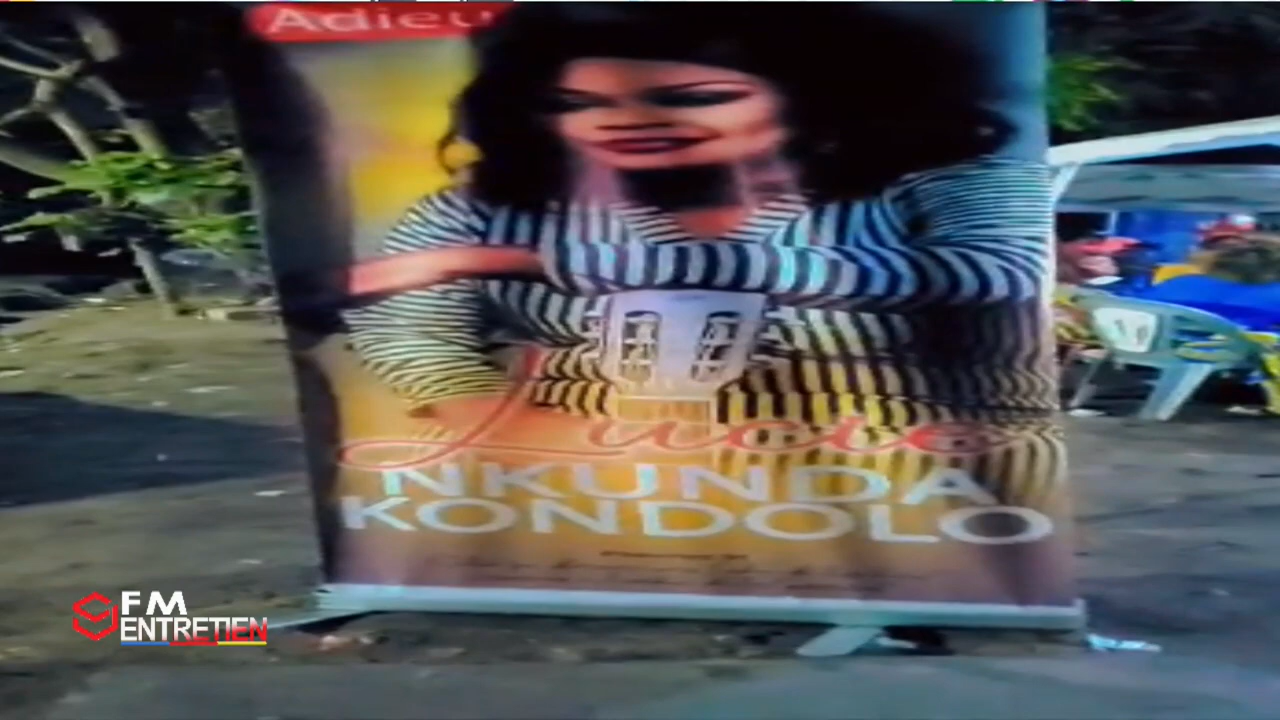 Adieu
Lucie
NKUNDA
KONDOLO
FM
ENTRETIEN